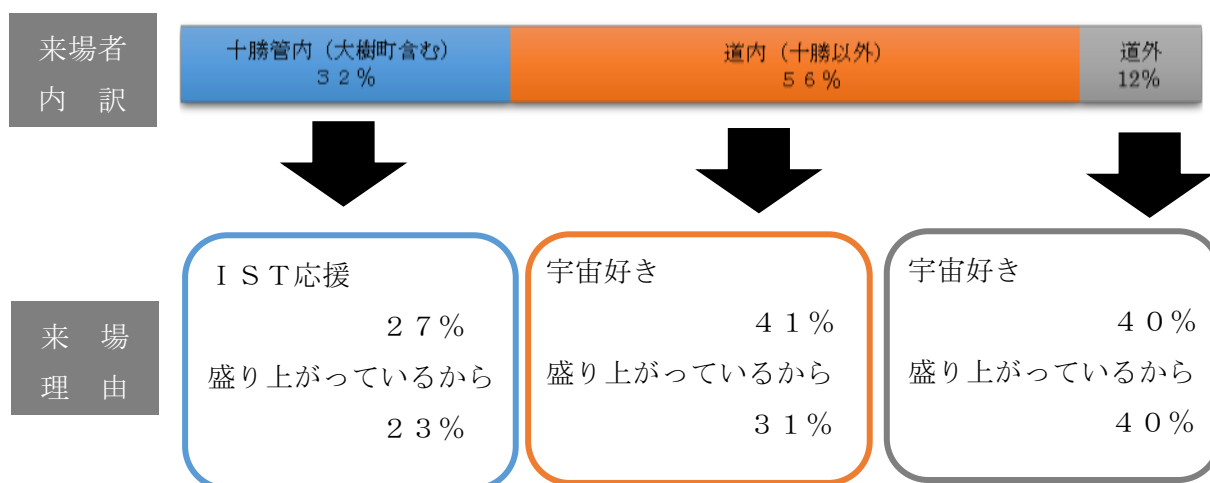 来場者
内 訳
十勝管内（大樹町含む）
３２％
道内（十勝以外）
５６％
道外
12%
来 場
理 由
ＩＳＴ応援
２７％
盛り上がっているから
２３％
宇宙好き
４１％
盛り上がっているから
３１％
宇宙好き
４０％
盛り上がっているから
４０％